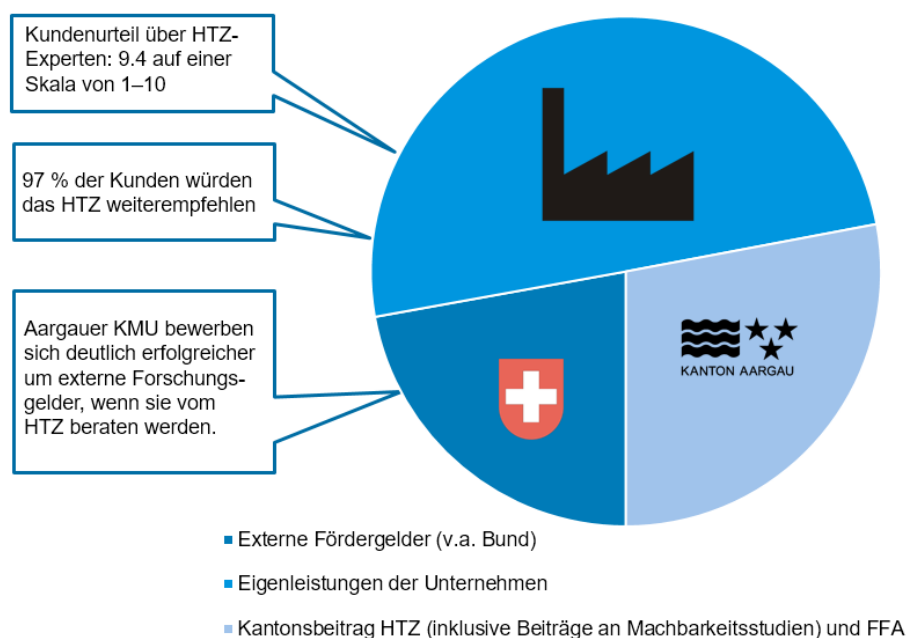 Kundenurteil über HTZ-
Experten: 9.4 auf einer
Skala von 1–10
97 % der Kunden würden
das HTZ weiterempfehlen
Aargauer KMU bewerben
sich deutlich erfolgreicher
um externe Forschungs-
gelder, wenn sie vom
HTZ beraten werden.
KANTON AARGAU
Externe Fördergelder (v.a. Bund)
Eigenleistungen der Unternehmen
Kantonsbeitrag HTZ (inklusive Beiträge an Machbarkeitsstudien) und FFA